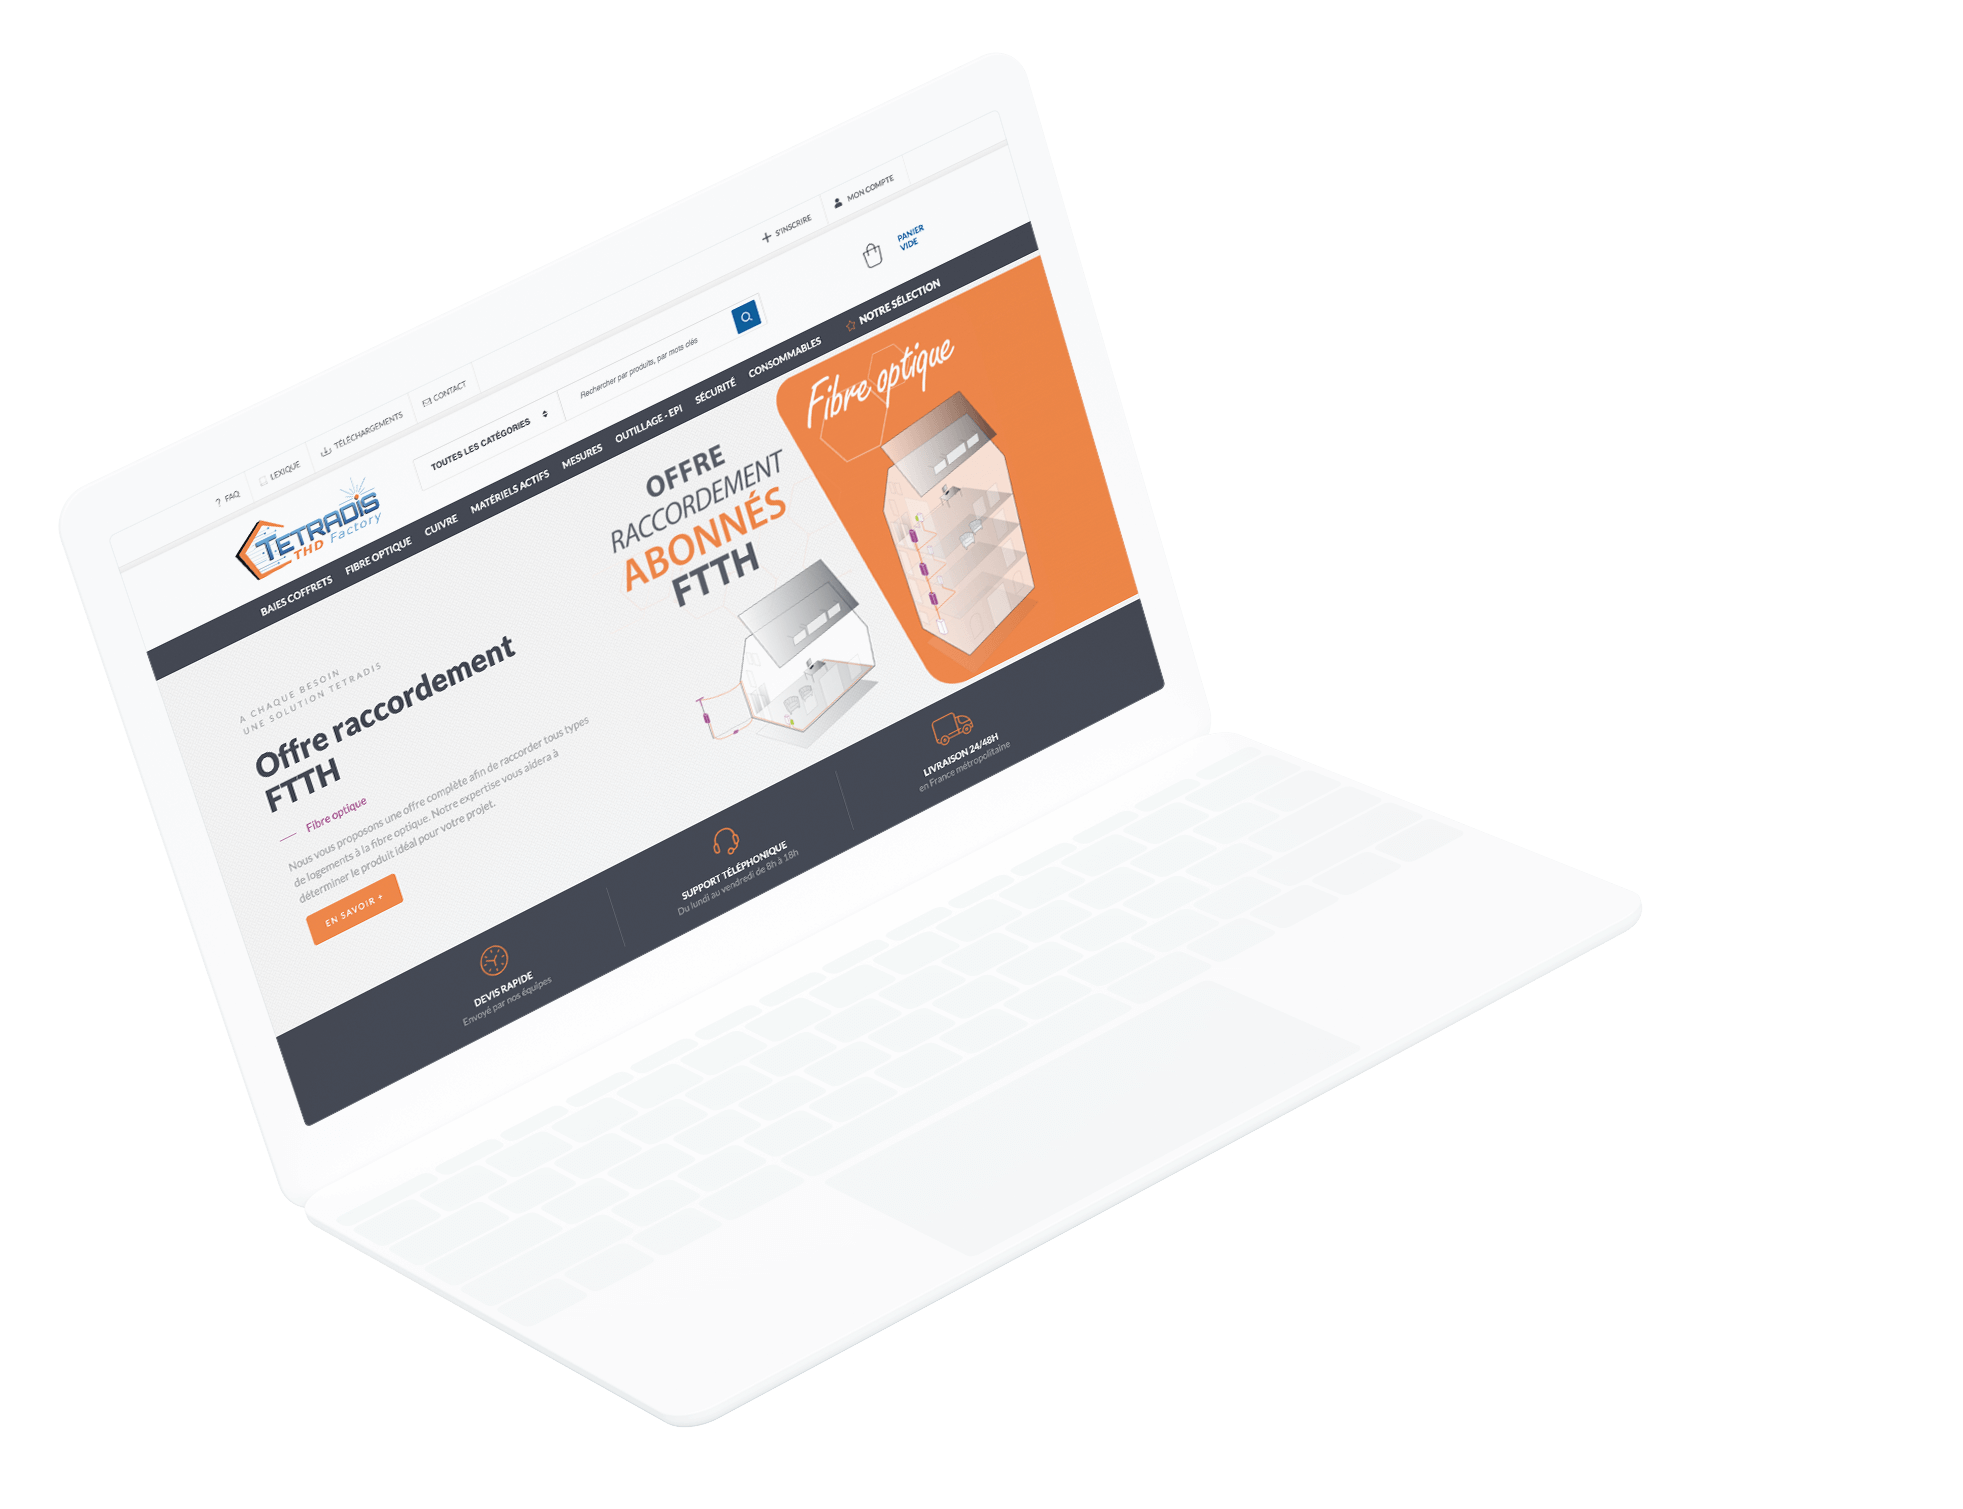 ? FAQ
LEXIQUE
TÉLÉCHARGEMENTS
CONTACT
S'INSCRIRE
MON COMPTE
TETRADIS
THD Factory
TOUTES LES CATÉGORIES
Rechercher par produits, par mots clés
PANIER
VIDE
BAIES COFFRETS
FIBRE OPTIQUE
CUIVRE
MATÉRIELS ACTIFS
MESURES
OUTILLAGE - EPI
SÉCURITÉ
CONSOMMABLES
NOTRE SÉLECTION
A CHAQUE BESOIN
UNE SOLUTION TETRADIS
Offre raccordement
FTTH
Fibre optique
Nous vous proposons une offre complète afin de raccorder tous types
de logements à la fibre optique. Notre expertise vous aidera à
déterminer le produit idéal pour votre projet.
EN SAVOIR +
OFFRE
RACCORDEMENT
ABONNÉS
FTTH
Fibre optique
DEVIS RAPIDE
Envoyé par nos équipes
SUPPORT TÉLÉPHONIQUE
Du lundi au vendredi de 8h à 18h
LIVRAISON 24/48H
en France métropolitaine